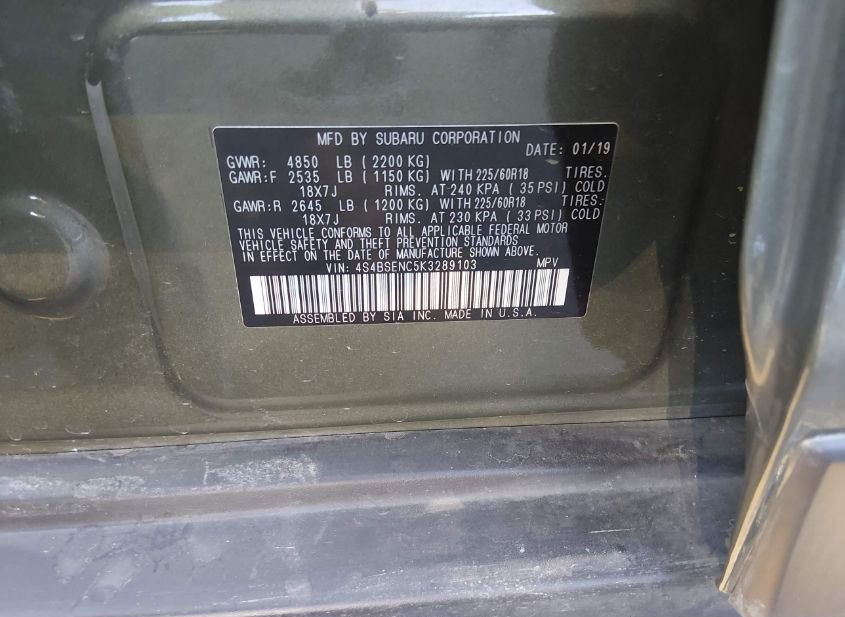 MFD BY SUBARU CORPORATION DATE: 01/19
GVWR: 4850 LB (2200 KG)
GAWR:F 2535 LB (1150 KG) WITH 225/60R18 TIRES.
18X7J RIMS. AT 240 KPA (35 PSI) COLD
GAWR:R 2645 LB (1200 KG) WITH 225/60R18 TIRES.
18X7J RIMS. AT 230 KPA (33 PSI) COLD
THIS VEHICLE CONFORMS TO ALL APPLICABLE FEDERAL MOTOR
VEHICLE SAFETY AND THEFT PREVENTION STANDARDS
IN EFFECT ON THE DATE OF MANUFACTURE SHOWN ABOVE.
VIN: 4S4BSENC5K3289103 MPV
ASSEMBLED BY SIA INC. MADE IN U.S.A.